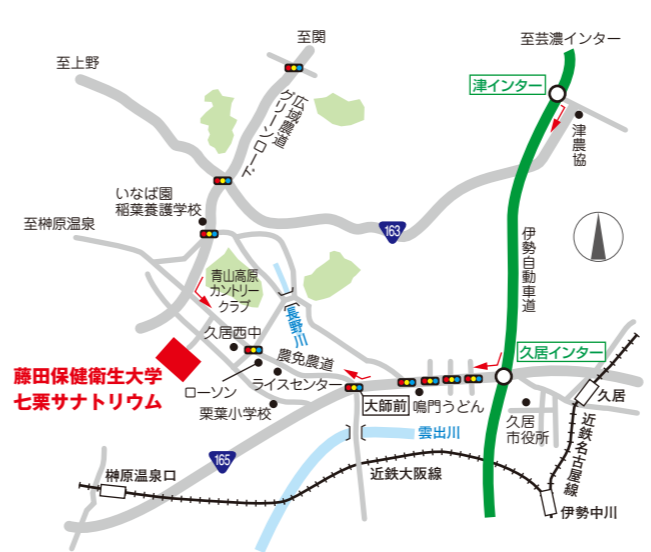 至関
至芸濃インター
至上野
津インター
広域農道
グリーンロード
津農協
いなば園
稲葉養護学校
至榊原温泉
163
伊勢自動車道
青山高原
カントリー
クラブ
長野川
久居西中
農免農道
久居インター
藤田保健衛生大学
七栗サナトリウム
ローソン
ライスセンター
栗葉小学校
大師前
鳴門うどん
久居
久居
市役所
雲出川
近鉄名古屋線
165
近鉄大阪線
榊原温泉口
伊勢中川